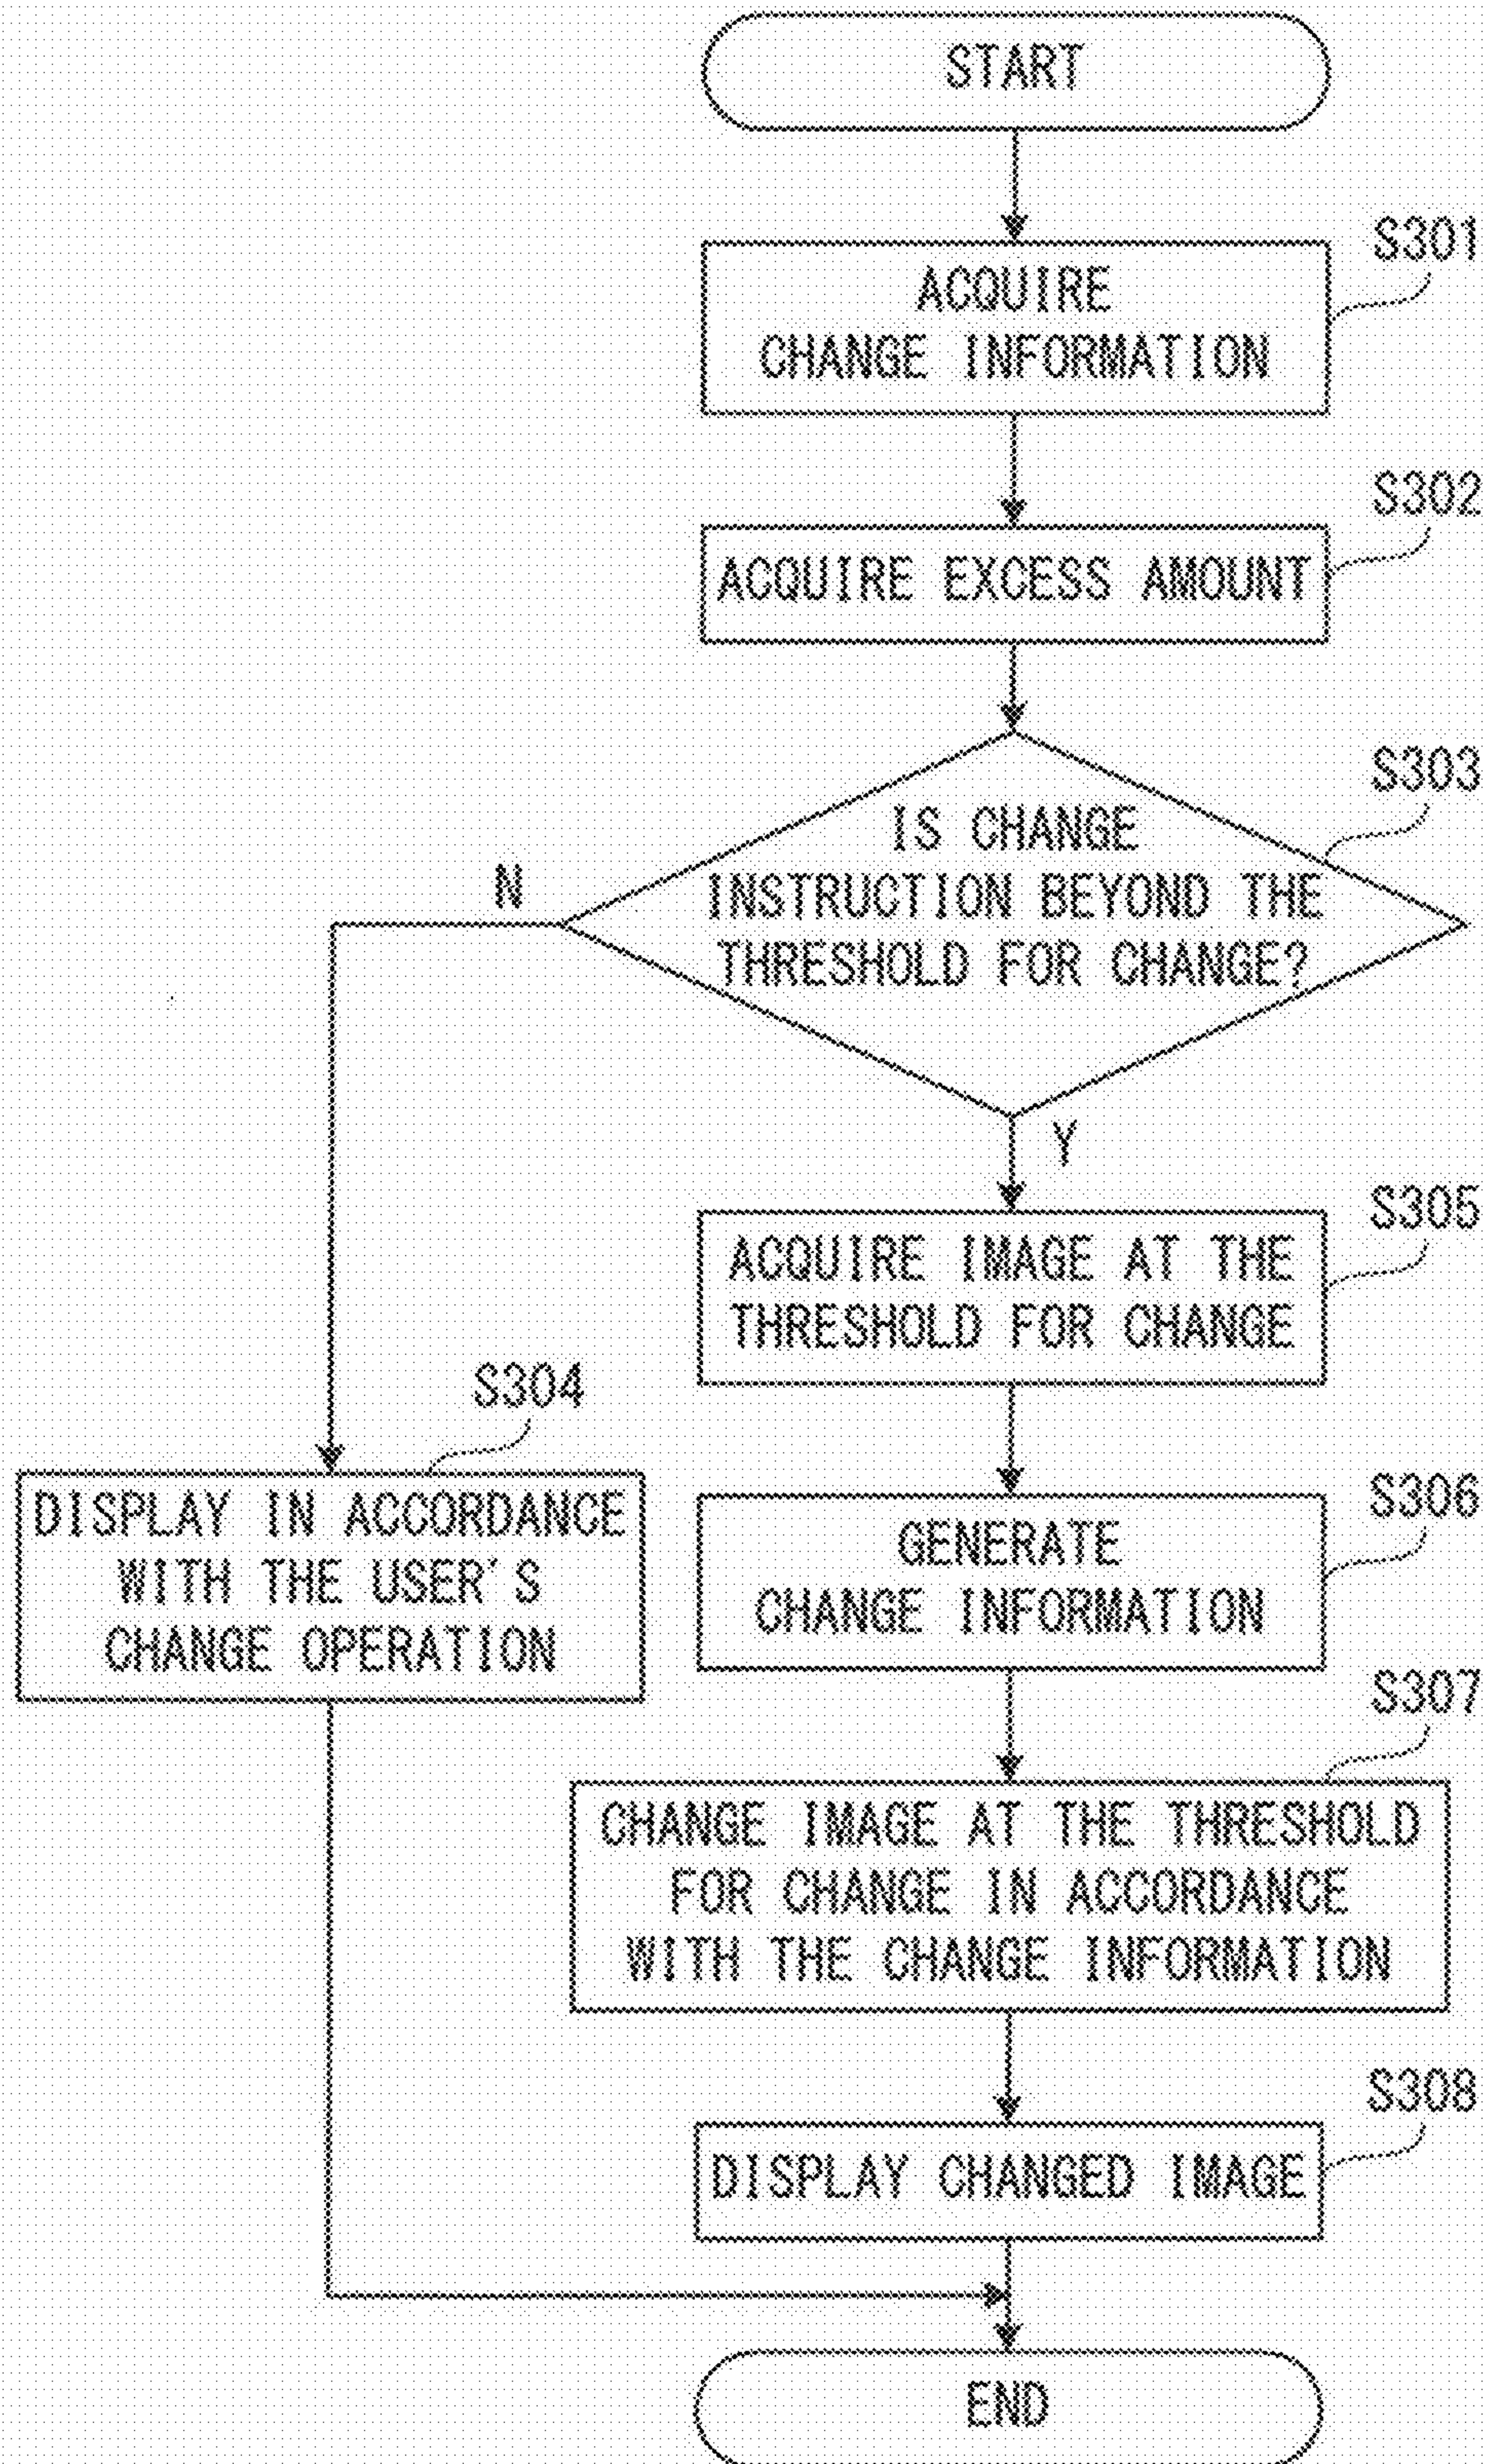 START
S301
ACQUIRE
CHANGE INFORMATION
S302
ACQUIRE EXCESS AMOUNT
S303
IS CHANGE
INSTRUCTION BEYOND THE
THRESHOLD FOR CHANGE?
N
Y
S305
ACQUIRE IMAGE AT THE
THRESHOLD FOR CHANGE
S304
DISPLAY IN ACCORDANCE
WITH THE USER'S
CHANGE OPERATION
S306
GENERATE
CHANGE INFORMATION
S307
CHANGE IMAGE AT THE THRESHOLD
FOR CHANGE IN ACCORDANCE
WITH THE CHANGE INFORMATION
S308
DISPLAY CHANGED IMAGE
END